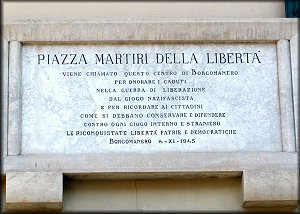 PIAZZA MARTIRI DELLA LIBERTÀ
VIENE CHIAMATO QUESTO CENTRO DI BORGOMANERO
PER ONORARE I CADUTI
NELLA GUERRA DI LIBERAZIONE
DAL GIOGO NAZIFASCISTA
E PER RICORDARE AI CITTADINI
COME SI DEBBANO CONSERVARE E DIFENDERE
CONTRO OGNI GIOGO INTERNO E STRANIERO
LE RICONQUISTATE LIBERTÀ PATRIE E DEMOCRATICHE
BORGOMANERO 4-XI-1945